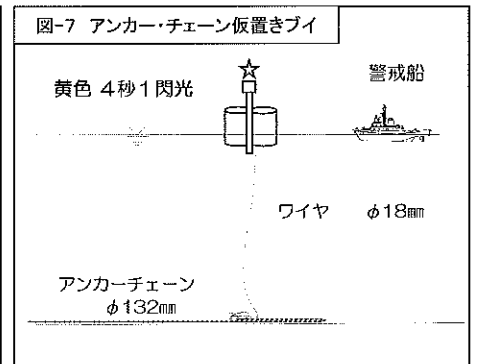 図-7 アンカー・チェーン仮置きブイ
黄色 4秒1閃光
警戒船
ワイヤ φ18㎜
アンカーチェーン
φ132㎜